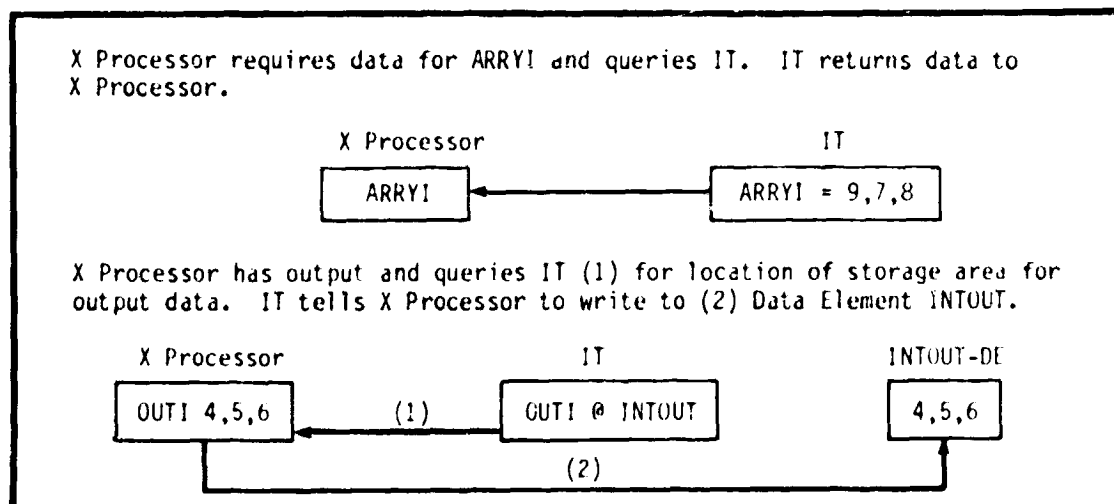 X Processor requires data for ARRYI and queries IT. IT returns data to
X Processor.
X Processor IT
ARRYI ARRYI = 9,7,8
X Processor has output and queries IT (1) for location of storage area for
output data. IT tells X Processor to write to (2) Data Element INTOUT.
X Processor IT INTOUT-DE
OUTI 4,5,6 (1) OUTI @ INTOUT 4,5,6
(2)